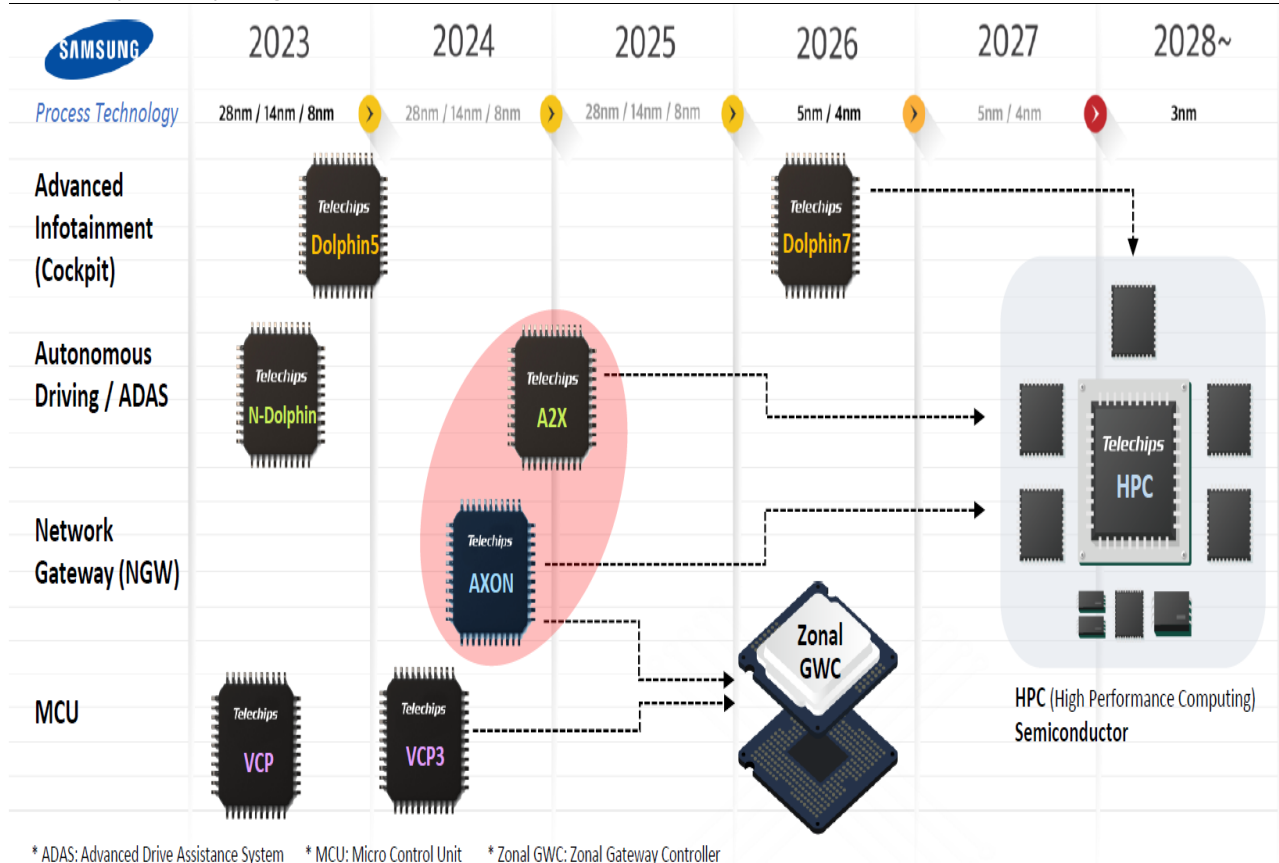 SAMSUNG
2023 2024 2025 2026 2027 2028~
Process Technology 28nm / 14nm / 8nm 28nm / 14nm / 8nm 28nm / 14nm / 8nm 5nm / 4nm 5nm / 4nm 3nm
Advanced
Infotainment
(Cockpit)
Telechips
Dolphin5
Telechips
Dolphin7
Autonomous
Driving / ADAS
Telechips
N-Dolphin
Telechips
A2X
Telechips
HPC
Network
Gateway (NGW)
Telechips
AXON
Zonal
GWC
MCU
Telechips
VCP
Telechips
VCP3
HPC (High Performance Computing)
Semiconductor
* ADAS: Advanced Drive Assistance System * MCU: Micro Control Unit * Zonal GWC: Zonal Gateway Controller